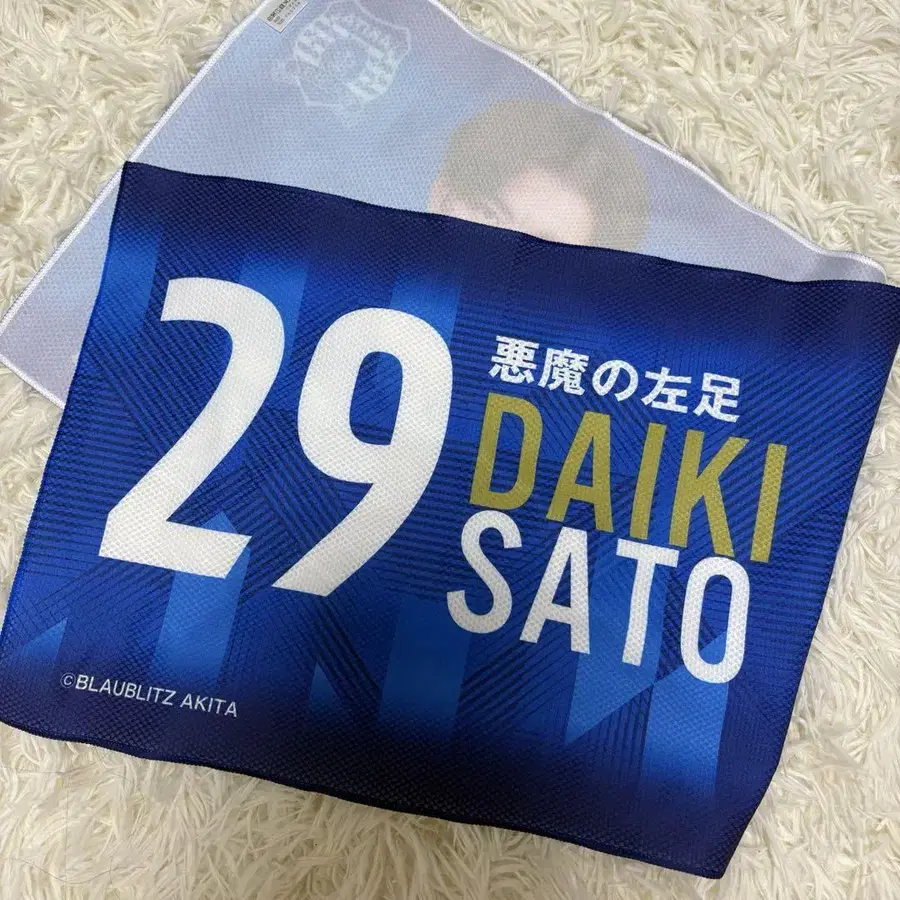 29
悪魔の左足
DAIKI
SATO
©BLAUBLITZ AKITA